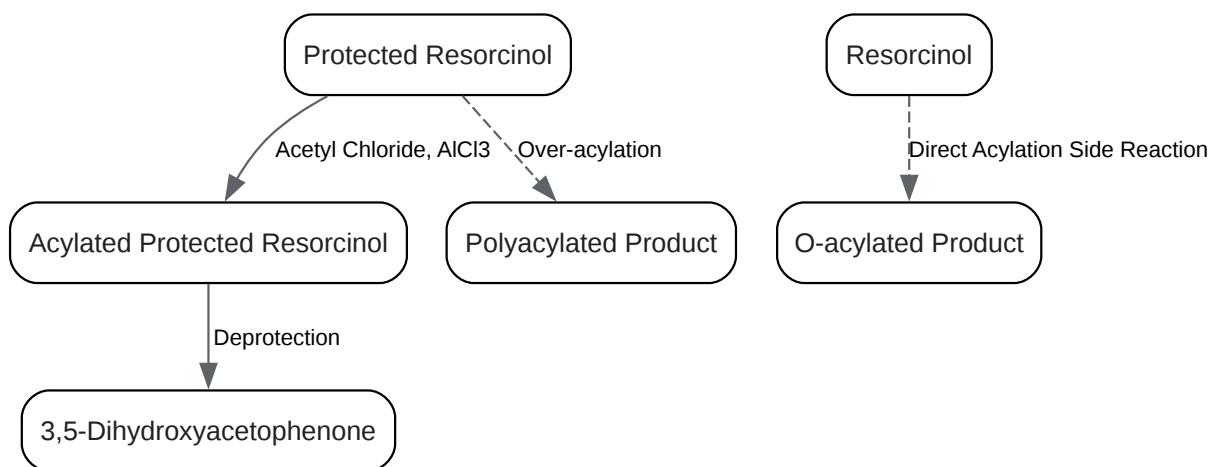 Protected Resorcinol
Resorcinol
Acetyl Chloride, AlCl3
Over-acylation
Direct Acylation Side Reaction
Acylated Protected Resorcinol
Polyacylated Product
O-acylated Product
Deprotection
3,5-Dihydroxyacetophenone